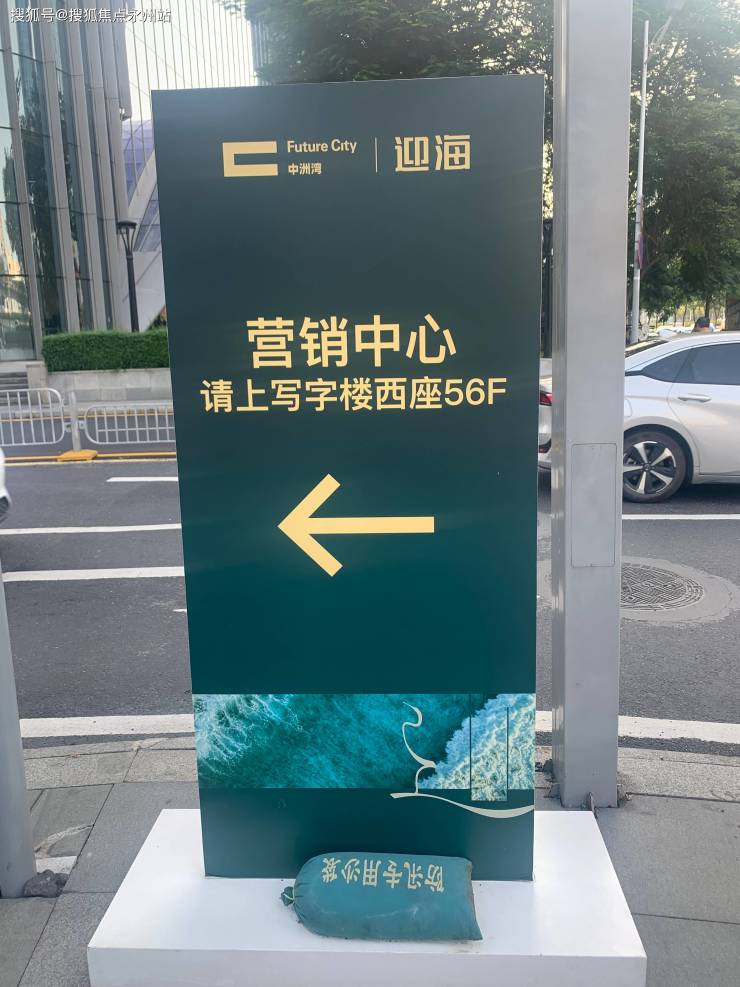 搜狐号@搜狐焦点永州站
Future City
中洲湾
迎海
营销中心
请上写字楼西座56F
防汛专用沙袋